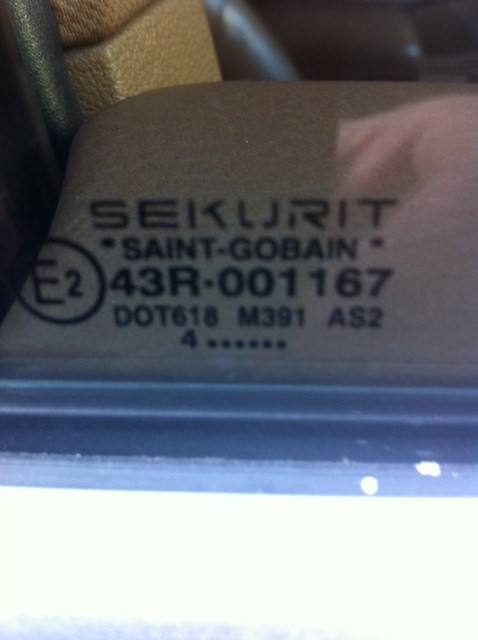 SEKURIT
"SAINT-GOBAIN"
E2 43R-001167
DOT618 M391 AS2
4 ••••••